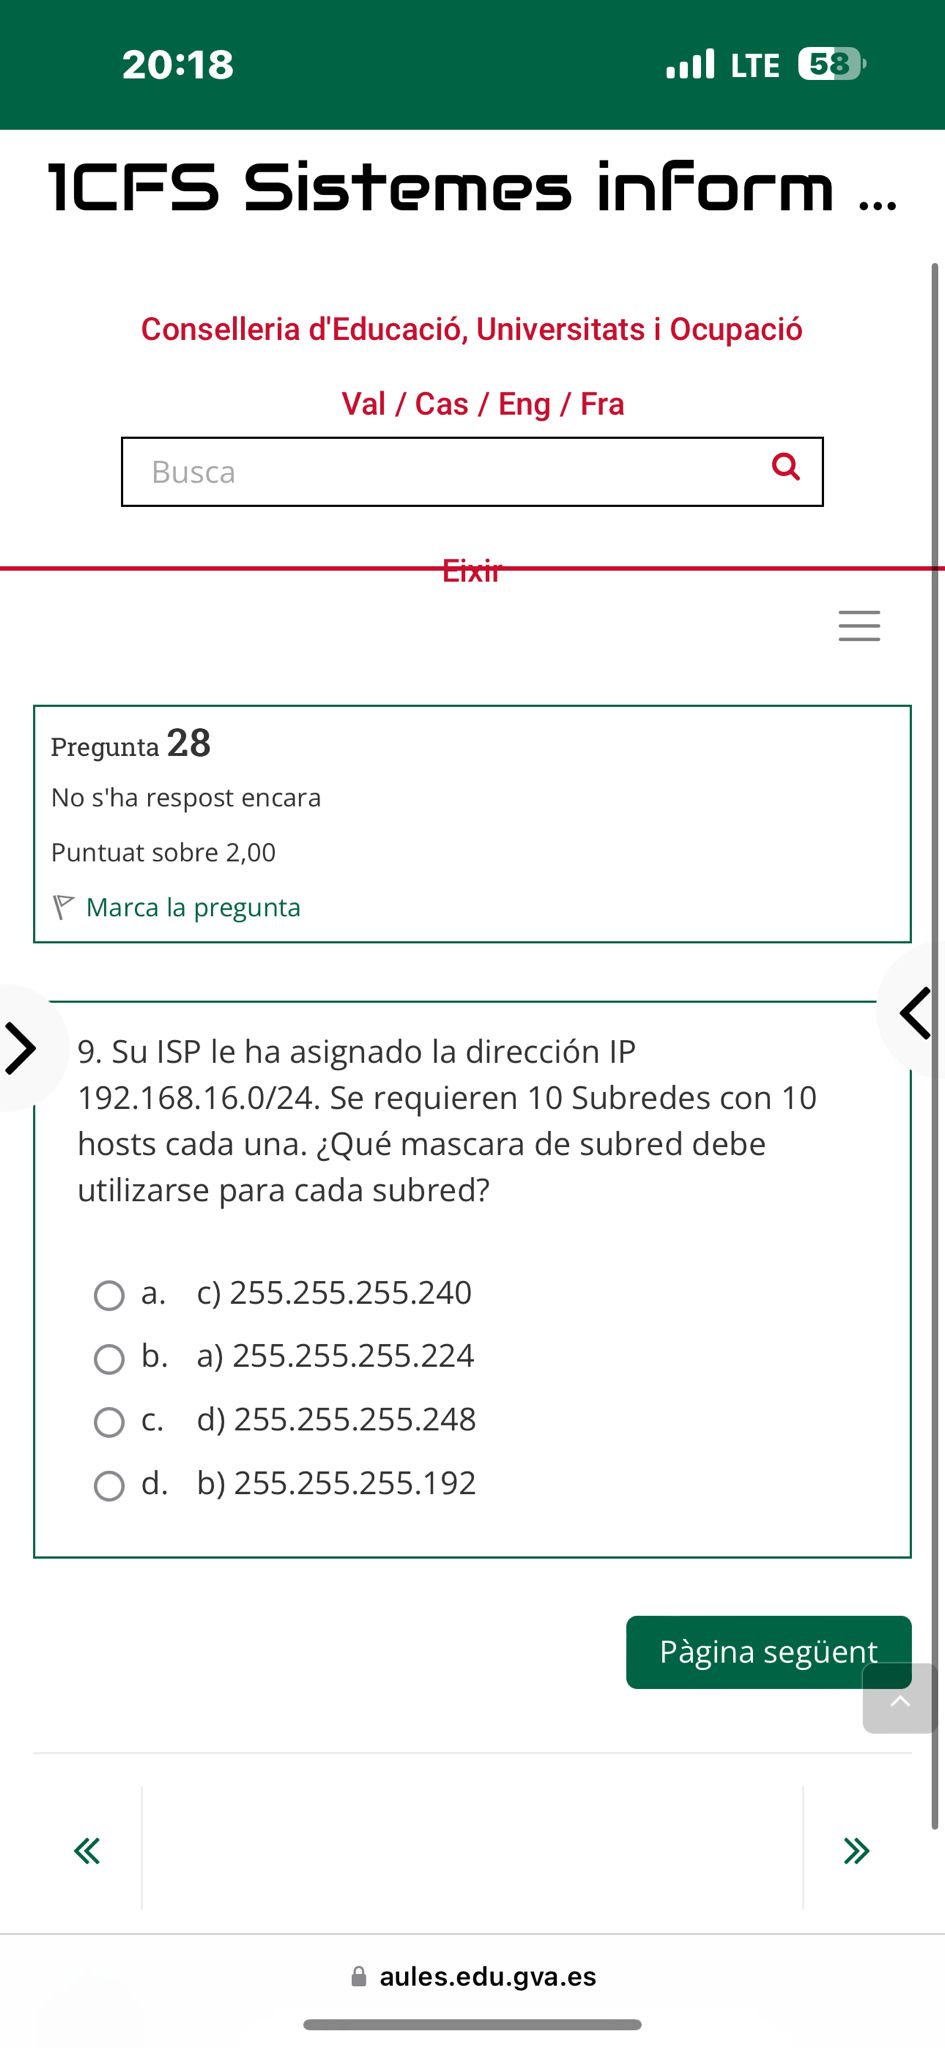 20:18
LTE
58
1CFS Sistemes inform ...
Conselleria d'Educació, Universitats i Ocupació
Val / Cas / Eng / Fra
Busca
Eixir
Pregunta 28
No s'ha respost encara
Puntuat sobre 2,00
Marca la pregunta
9. Su ISP le ha asignado la dirección IP
192.168.16.0/24. Se requieren 10 Subredes con 10
hosts cada una. ¿Qué mascara de subred debe
utilizarse para cada subred?
a. c) 255.255.255.240
b. a) 255.255.255.224
c. d) 255.255.255.248
d. b) 255.255.255.192
Pàgina següent
aules.edu.gva.es